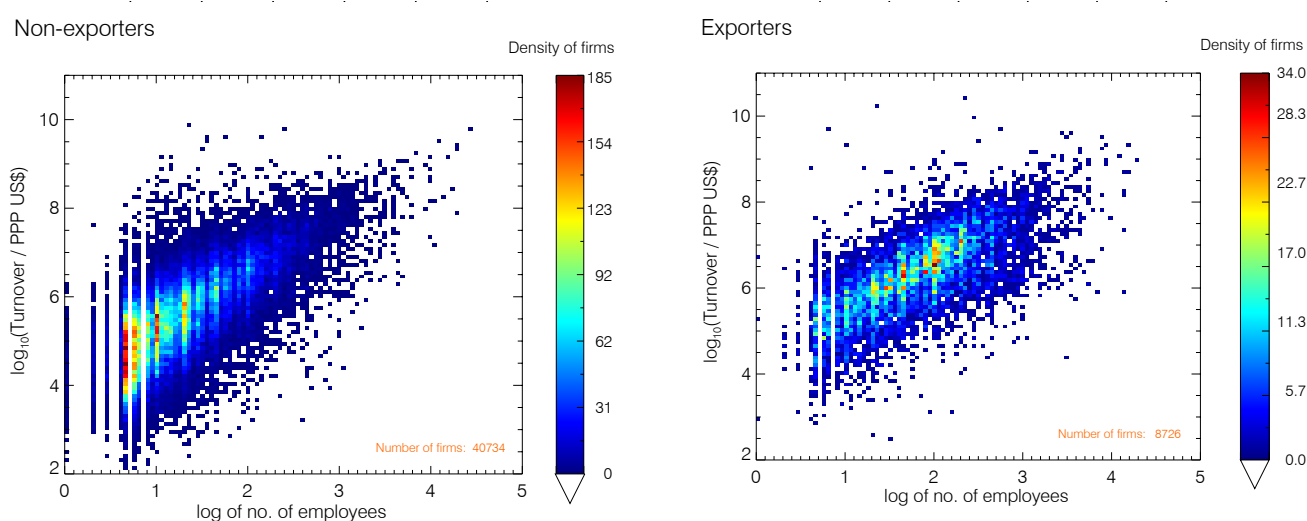 Non-exporters
Density of firms
185
154
123
92
62
31
0
10
8
6
4
2
log₁₀(Turnover / PPP US$)
Number of firms: 40734
0 1 2 3 4 5
log of no. of employees
Exporters
Density of firms
34.0
28.3
22.7
17.0
11.3
5.7
0.0
10
8
6
4
2
log₁₀(Turnover / PPP US$)
Number of firms: 8726
0 1 2 3 4 5
log of no. of employees